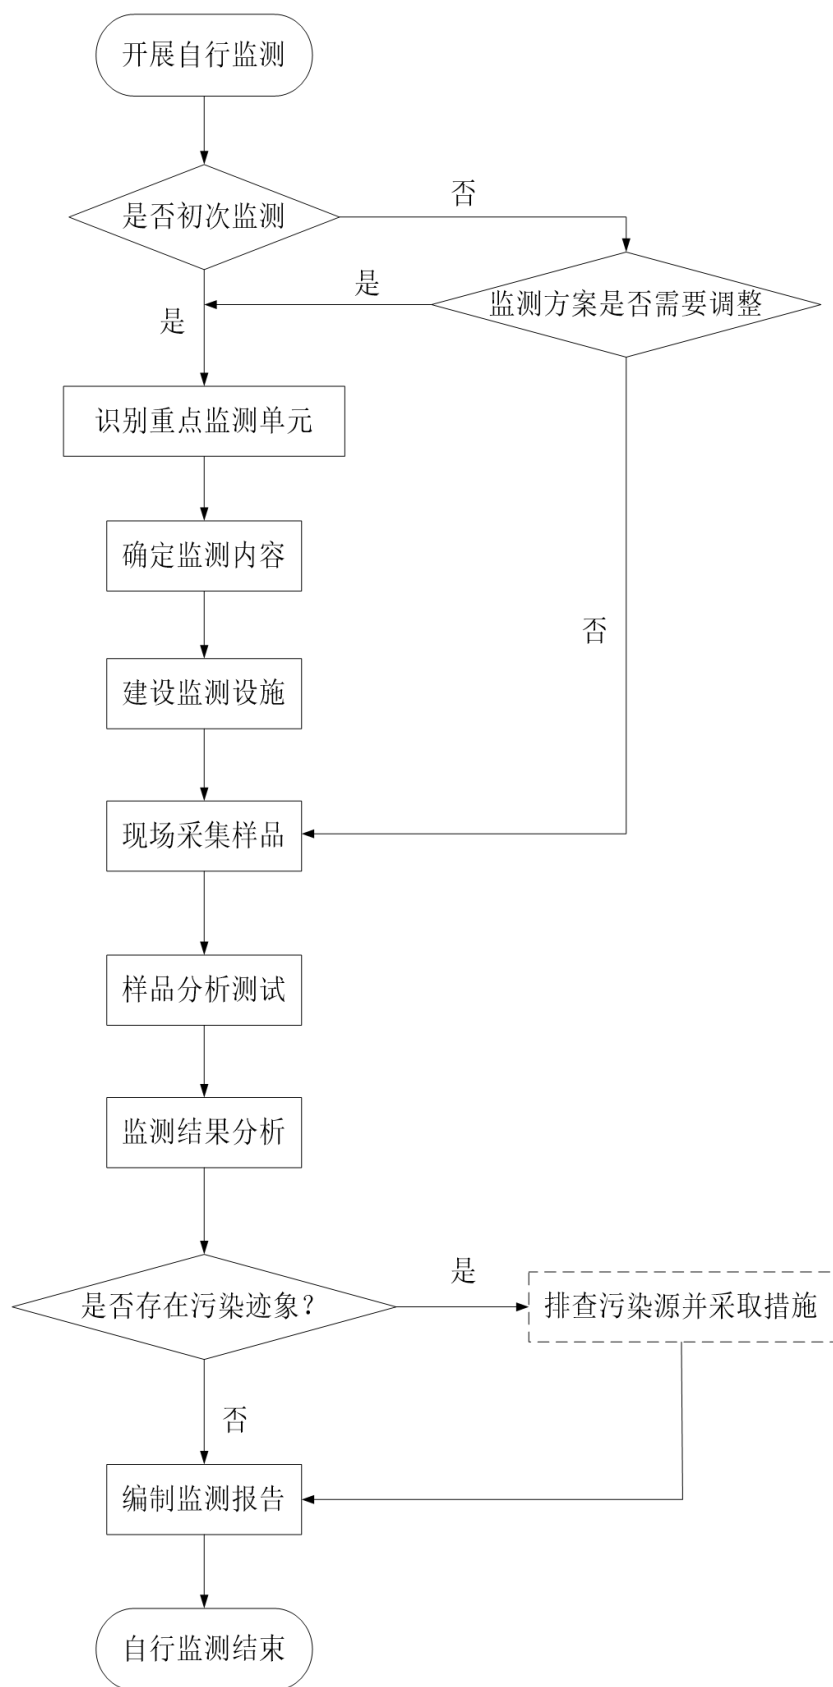 开展自行监测
是否初次监测
否
是
监测方案是否需要调整
是
识别重点监测单元
确定监测内容
否
建设监测设施
现场采集样品
样品分析测试
监测结果分析
是否存在污染迹象？
是
排查污染源并采取措施
否
编制监测报告
自行监测结束